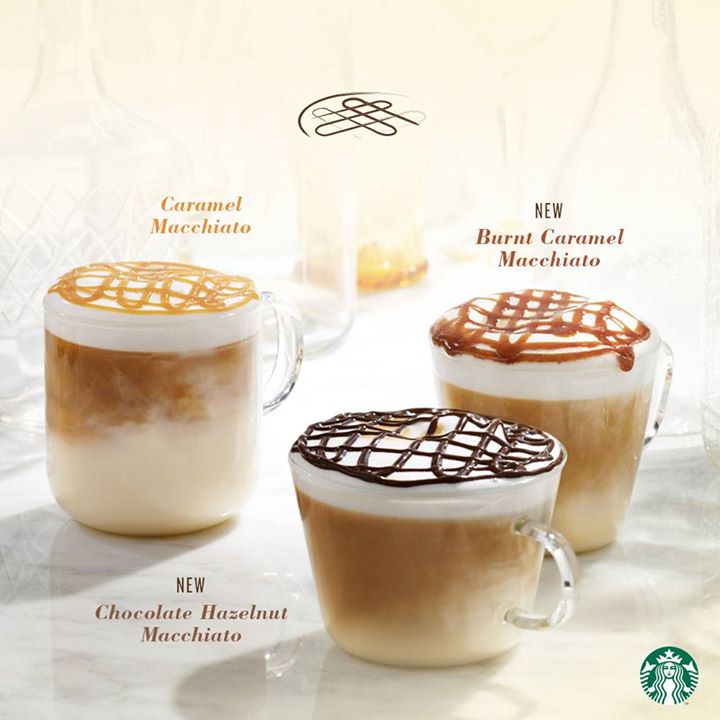 Caramel
Macchiato
NEW
Burnt Caramel
Macchiato
NEW
Chocolate Hazelnut
Macchiato